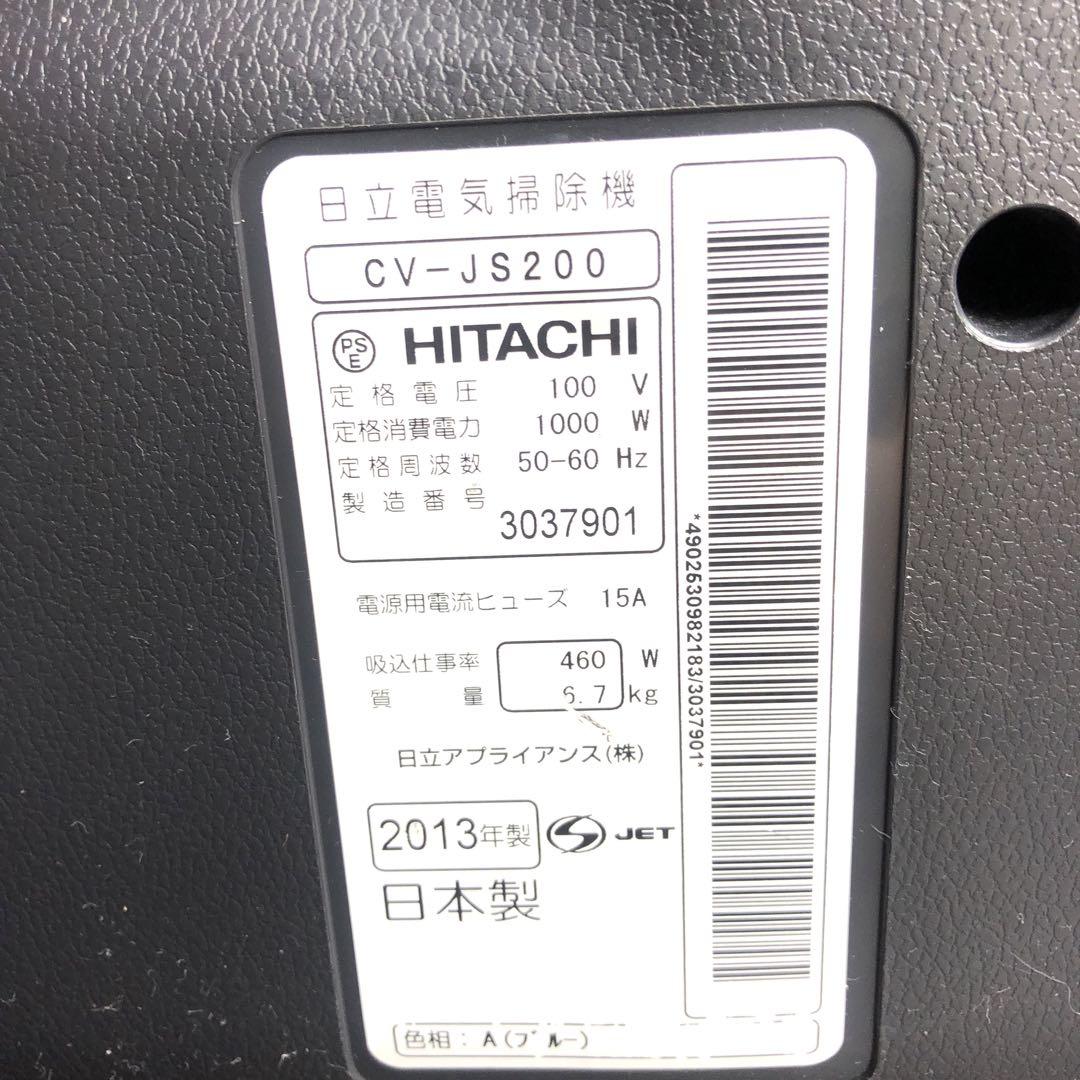 日立電気掃除機
CV-JS200
PSE HITACHI
定格電圧 100 V
定格消費電力 1000 W
定格周波数 50-60 Hz
製造番号 3037901
電源用電流ヒューズ 15A
吸込仕事率 460 W
質量 6.7 kg
日立アプライアンス(株)
2013年製 S JET
日本製
色相: A(ブルー)
*4902530982183/3037901*